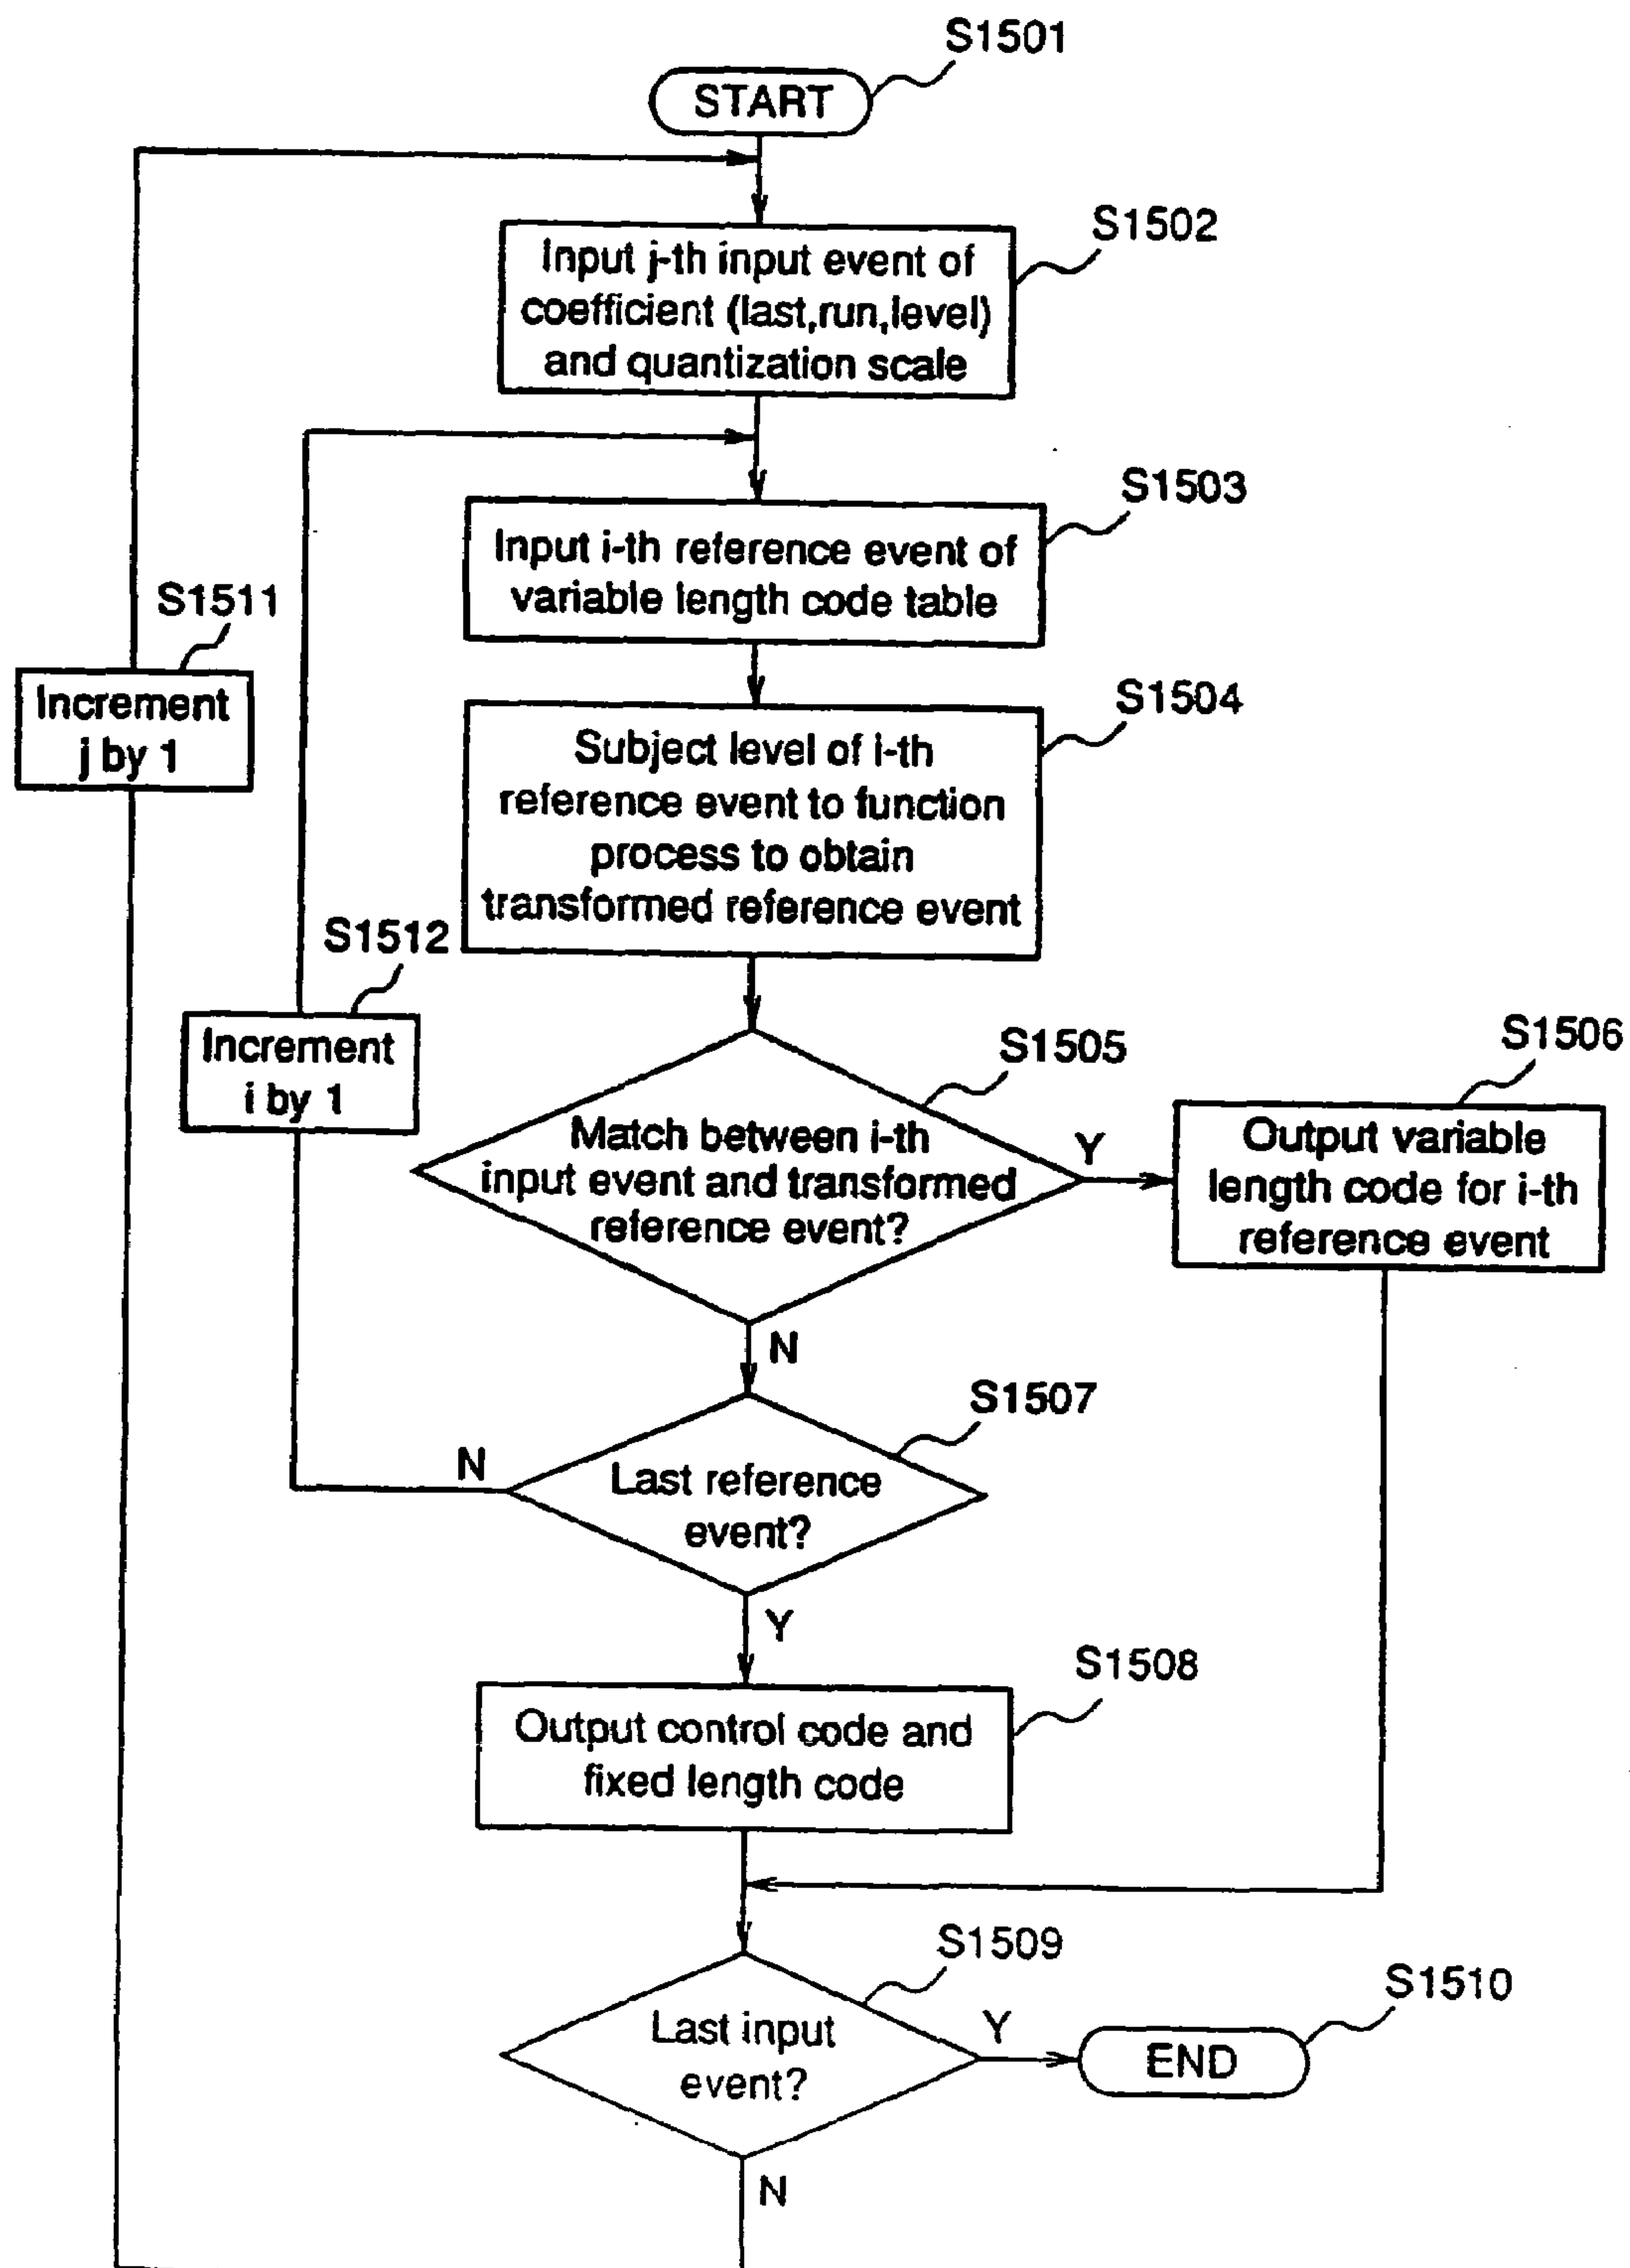 S1501
START
S1502
Input j-th input event of
coefficient (last,run,level)
and quantization scale
S1503
Input i-th reference event of
variable length code table
S1511
Increment
j by 1
S1504
Subject level of i-th
reference event to function
process to obtain
transformed reference event
S1512
Increment
i by 1
S1505
Match between i-th
input event and transformed
reference event?
Y
S1506
Output variable
length code for i-th
reference event
N
S1507
Last reference
event?
N
Y
S1508
Output control code and
fixed length code
S1509
Last input
event?
Y
S1510
END
N